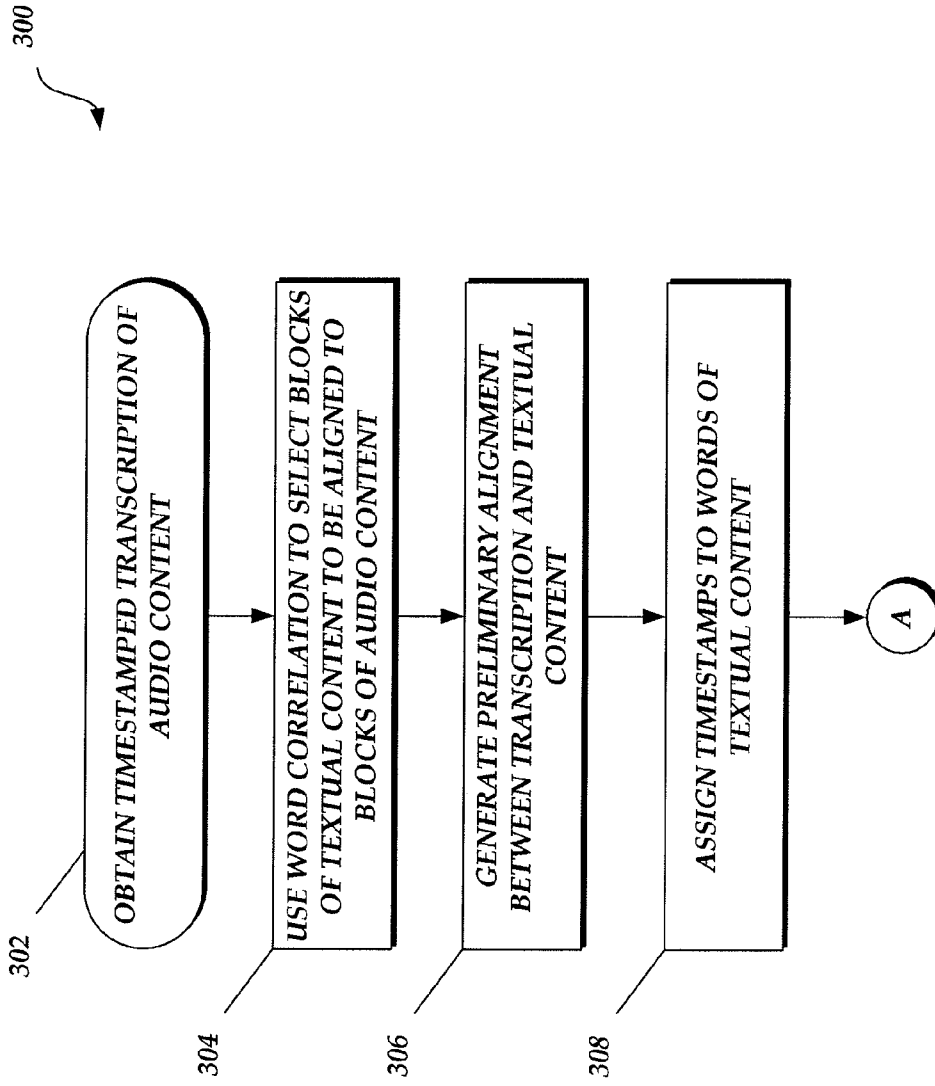 300
302
OBTAIN TIMESTAMPED TRANSCRIPTION OF
AUDIO CONTENT
304
USE WORD CORRELATION TO SELECT BLOCKS
OF TEXTUAL CONTENT TO BE ALIGNED TO
BLOCKS OF AUDIO CONTENT
306
GENERATE PRELIMINARY ALIGNMENT
BETWEEN TRANSCRIPTION AND TEXTUAL
CONTENT
308
ASSIGN TIMESTAMPS TO WORDS OF
TEXTUAL CONTENT
A